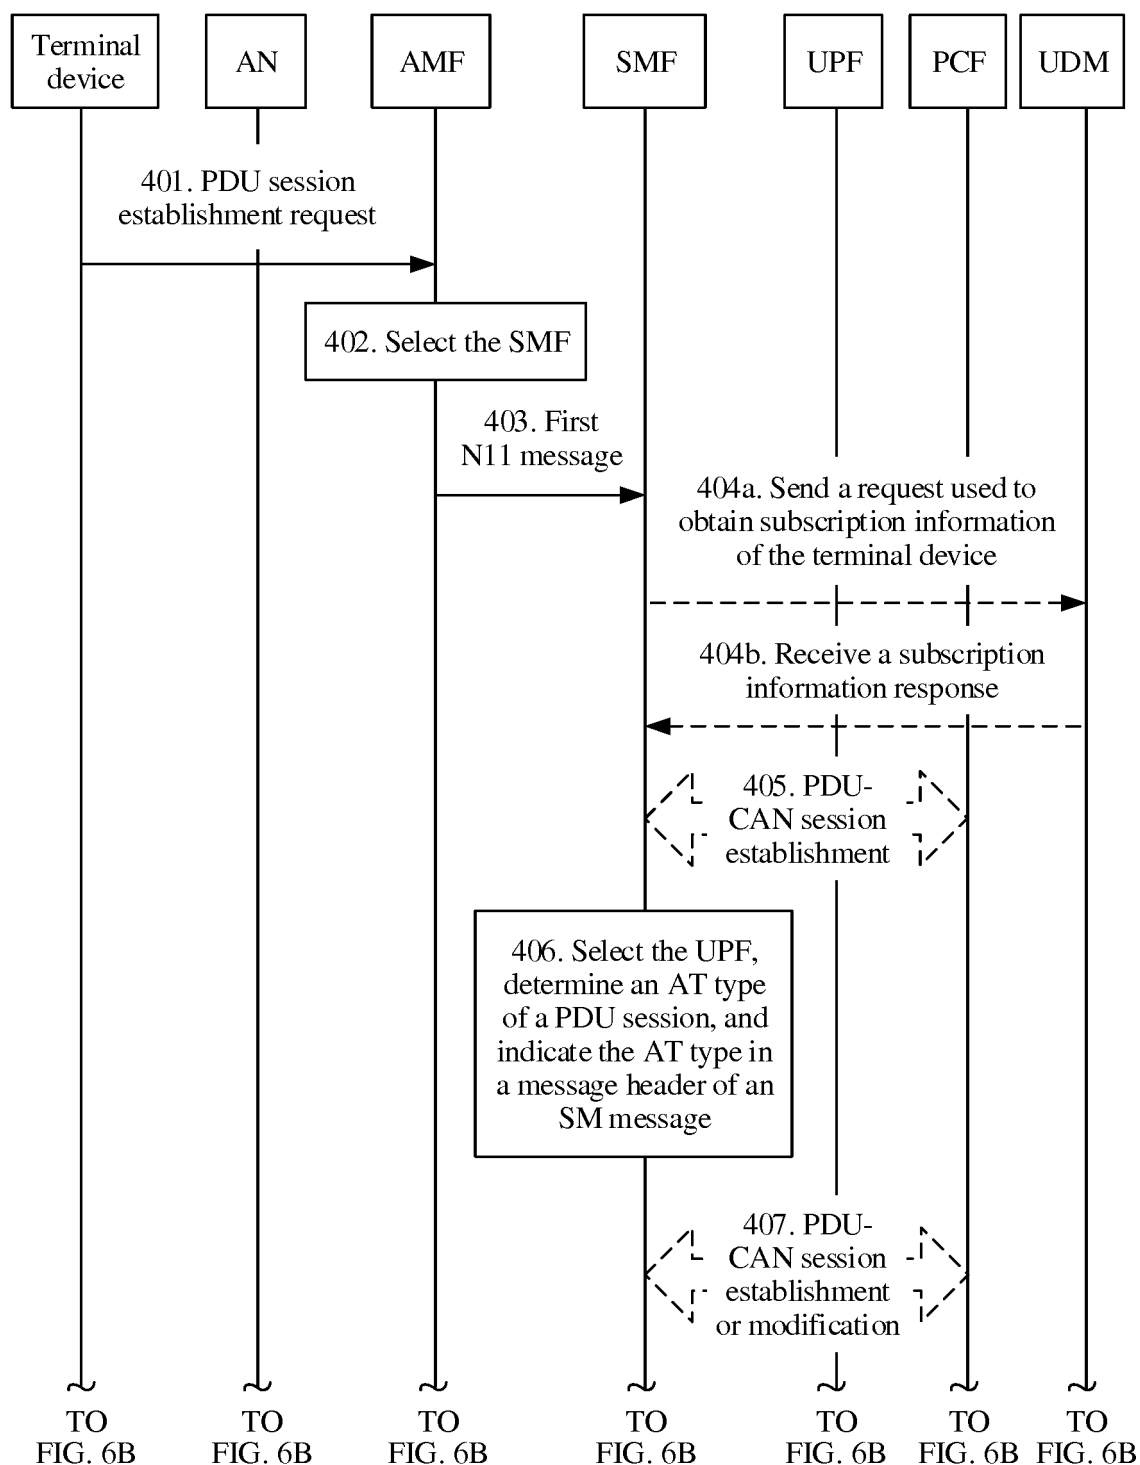 Terminal
device
AN
AMF
SMF
UPF
PCF
UDM
401. PDU session
establishment request
402. Select the SMF
403. First
N11 message
404a. Send a request used to
obtain subscription information
of the terminal device
404b. Receive a subscription
information response
405. PDU-
CAN session
establishment
406. Select the UPF,
determine an AT type
of a PDU session, and
indicate the AT type in
a message header of an
SM message
407. PDU-
CAN session
establishment
or modification
TO
FIG. 6B
TO
FIG. 6B
TO
FIG. 6B
TO
FIG. 6B
TO
FIG. 6B
TO
FIG. 6B
TO
FIG. 6B